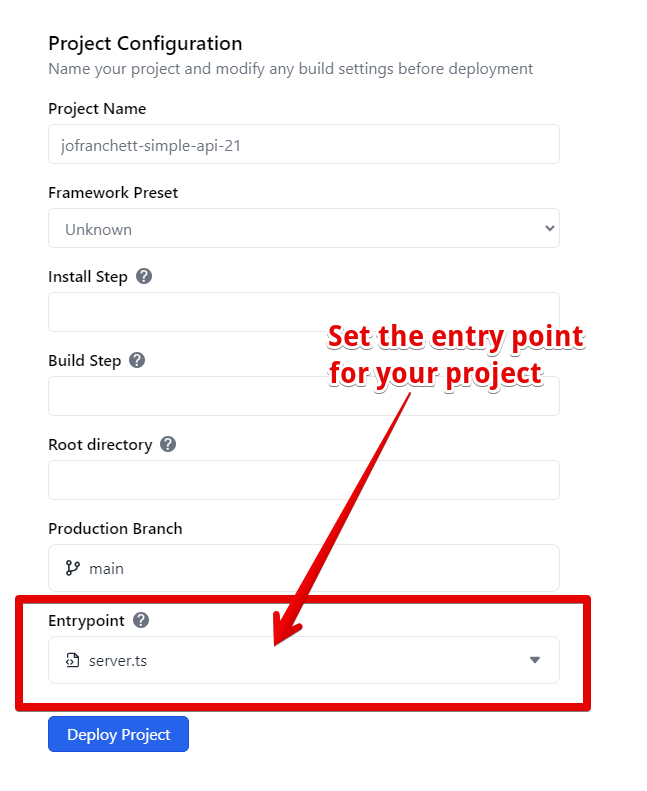 Project Configuration
Name your project and modify any build settings before deployment
Project Name
jofranchett-simple-api-21
Framework Preset
Unknown
Install Step ?
Set the entry point
for your project
Build Step ?
Root directory ?
Production Branch
main
Entrypoint ?
server.ts
Deploy Project